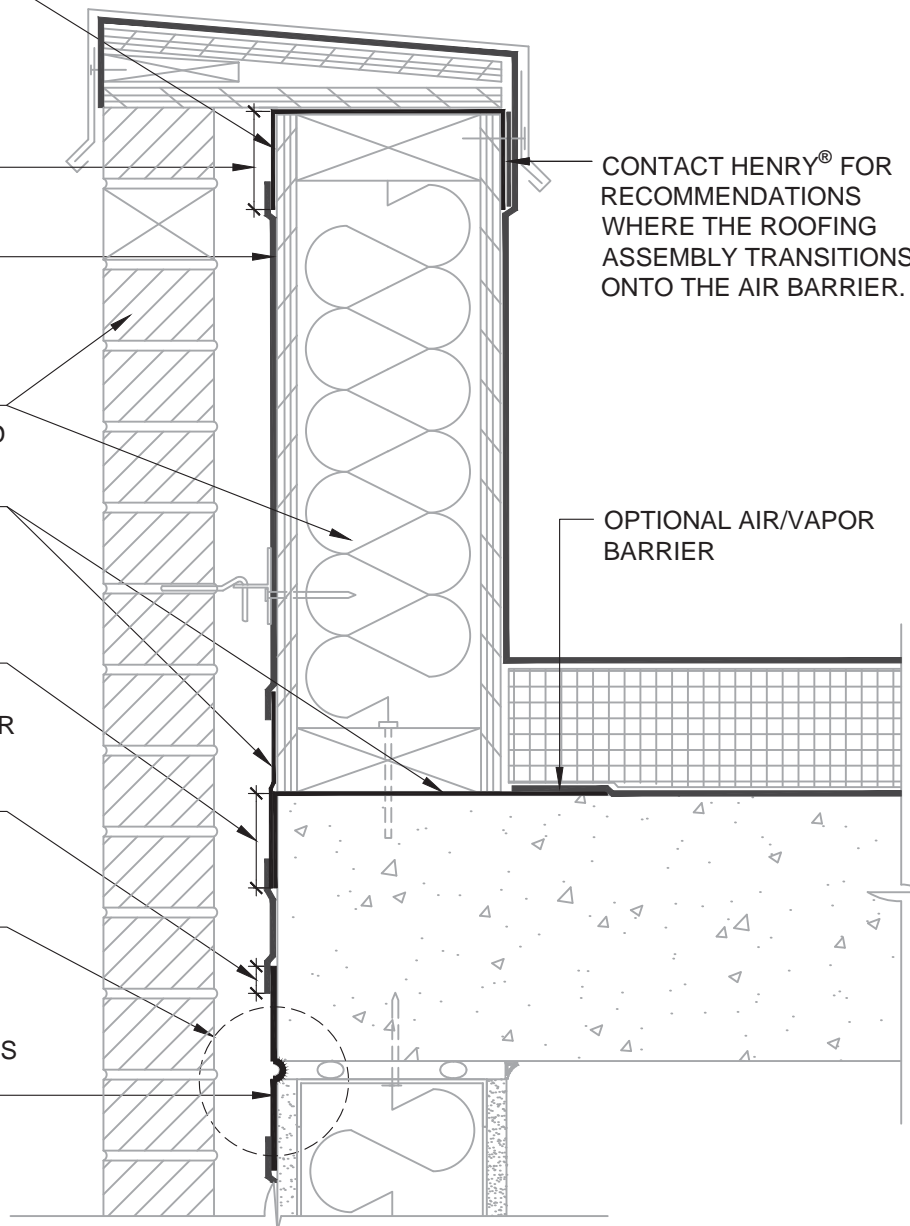 CONTACT HENRY® FOR
RECOMMENDATIONS
WHERE THE ROOFING
ASSEMBLY TRANSITIONS
ONTO THE AIR BARRIER.
OPTIONAL AIR/VAPOR
BARRIER